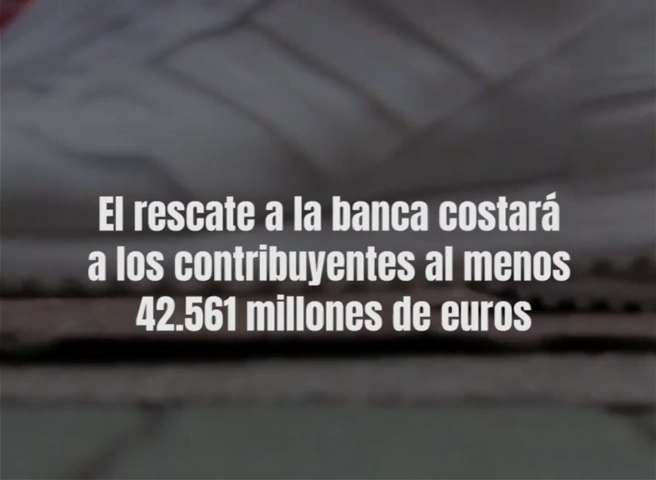 El rescate a la banca costará
a los contribuyentes al menos
42.561 millones de euros